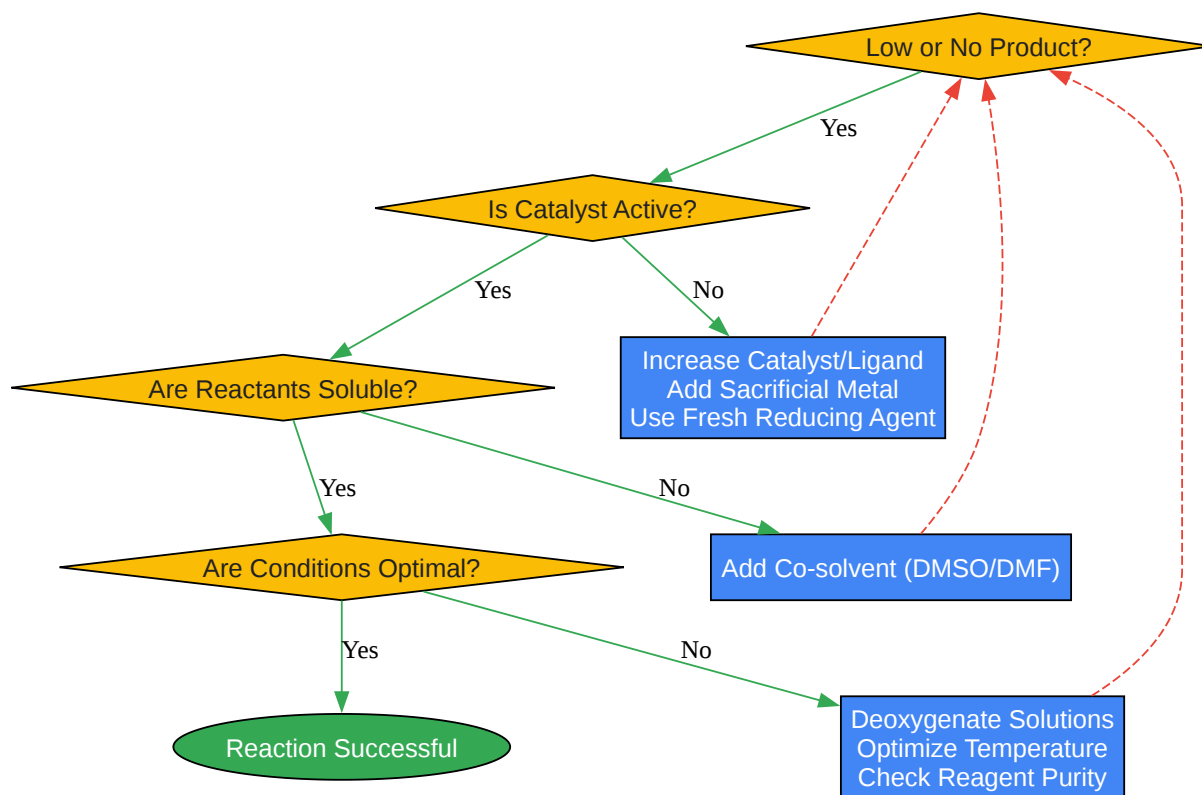 Low or No Product?
Yes
Is Catalyst Active?
Yes
No
Increase Catalyst/Ligand
Add Sacrificial Metal
Use Fresh Reducing Agent
Are Reactants Soluble?
Yes
No
Add Co-solvent (DMSO/DMF)
Are Conditions Optimal?
Yes
No
Deoxygenate Solutions
Optimize Temperature
Check Reagent Purity
Reaction Successful